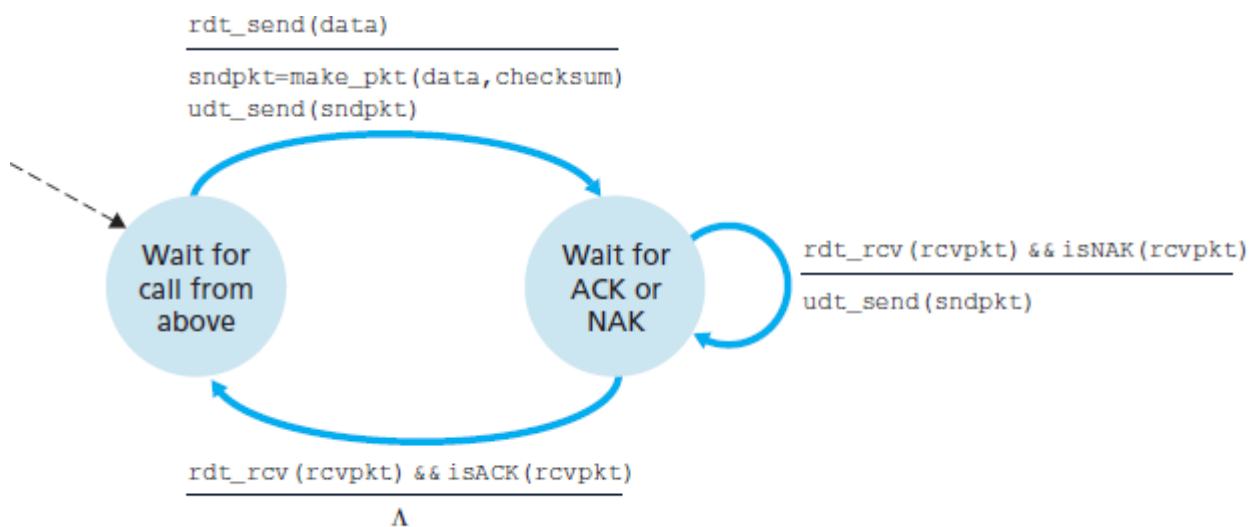 rdt_send(data)
sndpkt=make_pkt(data,checksum)
udt_send(sndpkt)
Wait for
call from
above
Wait for
ACK or
NAK
rdt_rcv(rcvpkt) && isNAK(rcvpkt)
udt_send(sndpkt)
rdt_rcv(rcvpkt) && isACK(rcvpkt)
Λ